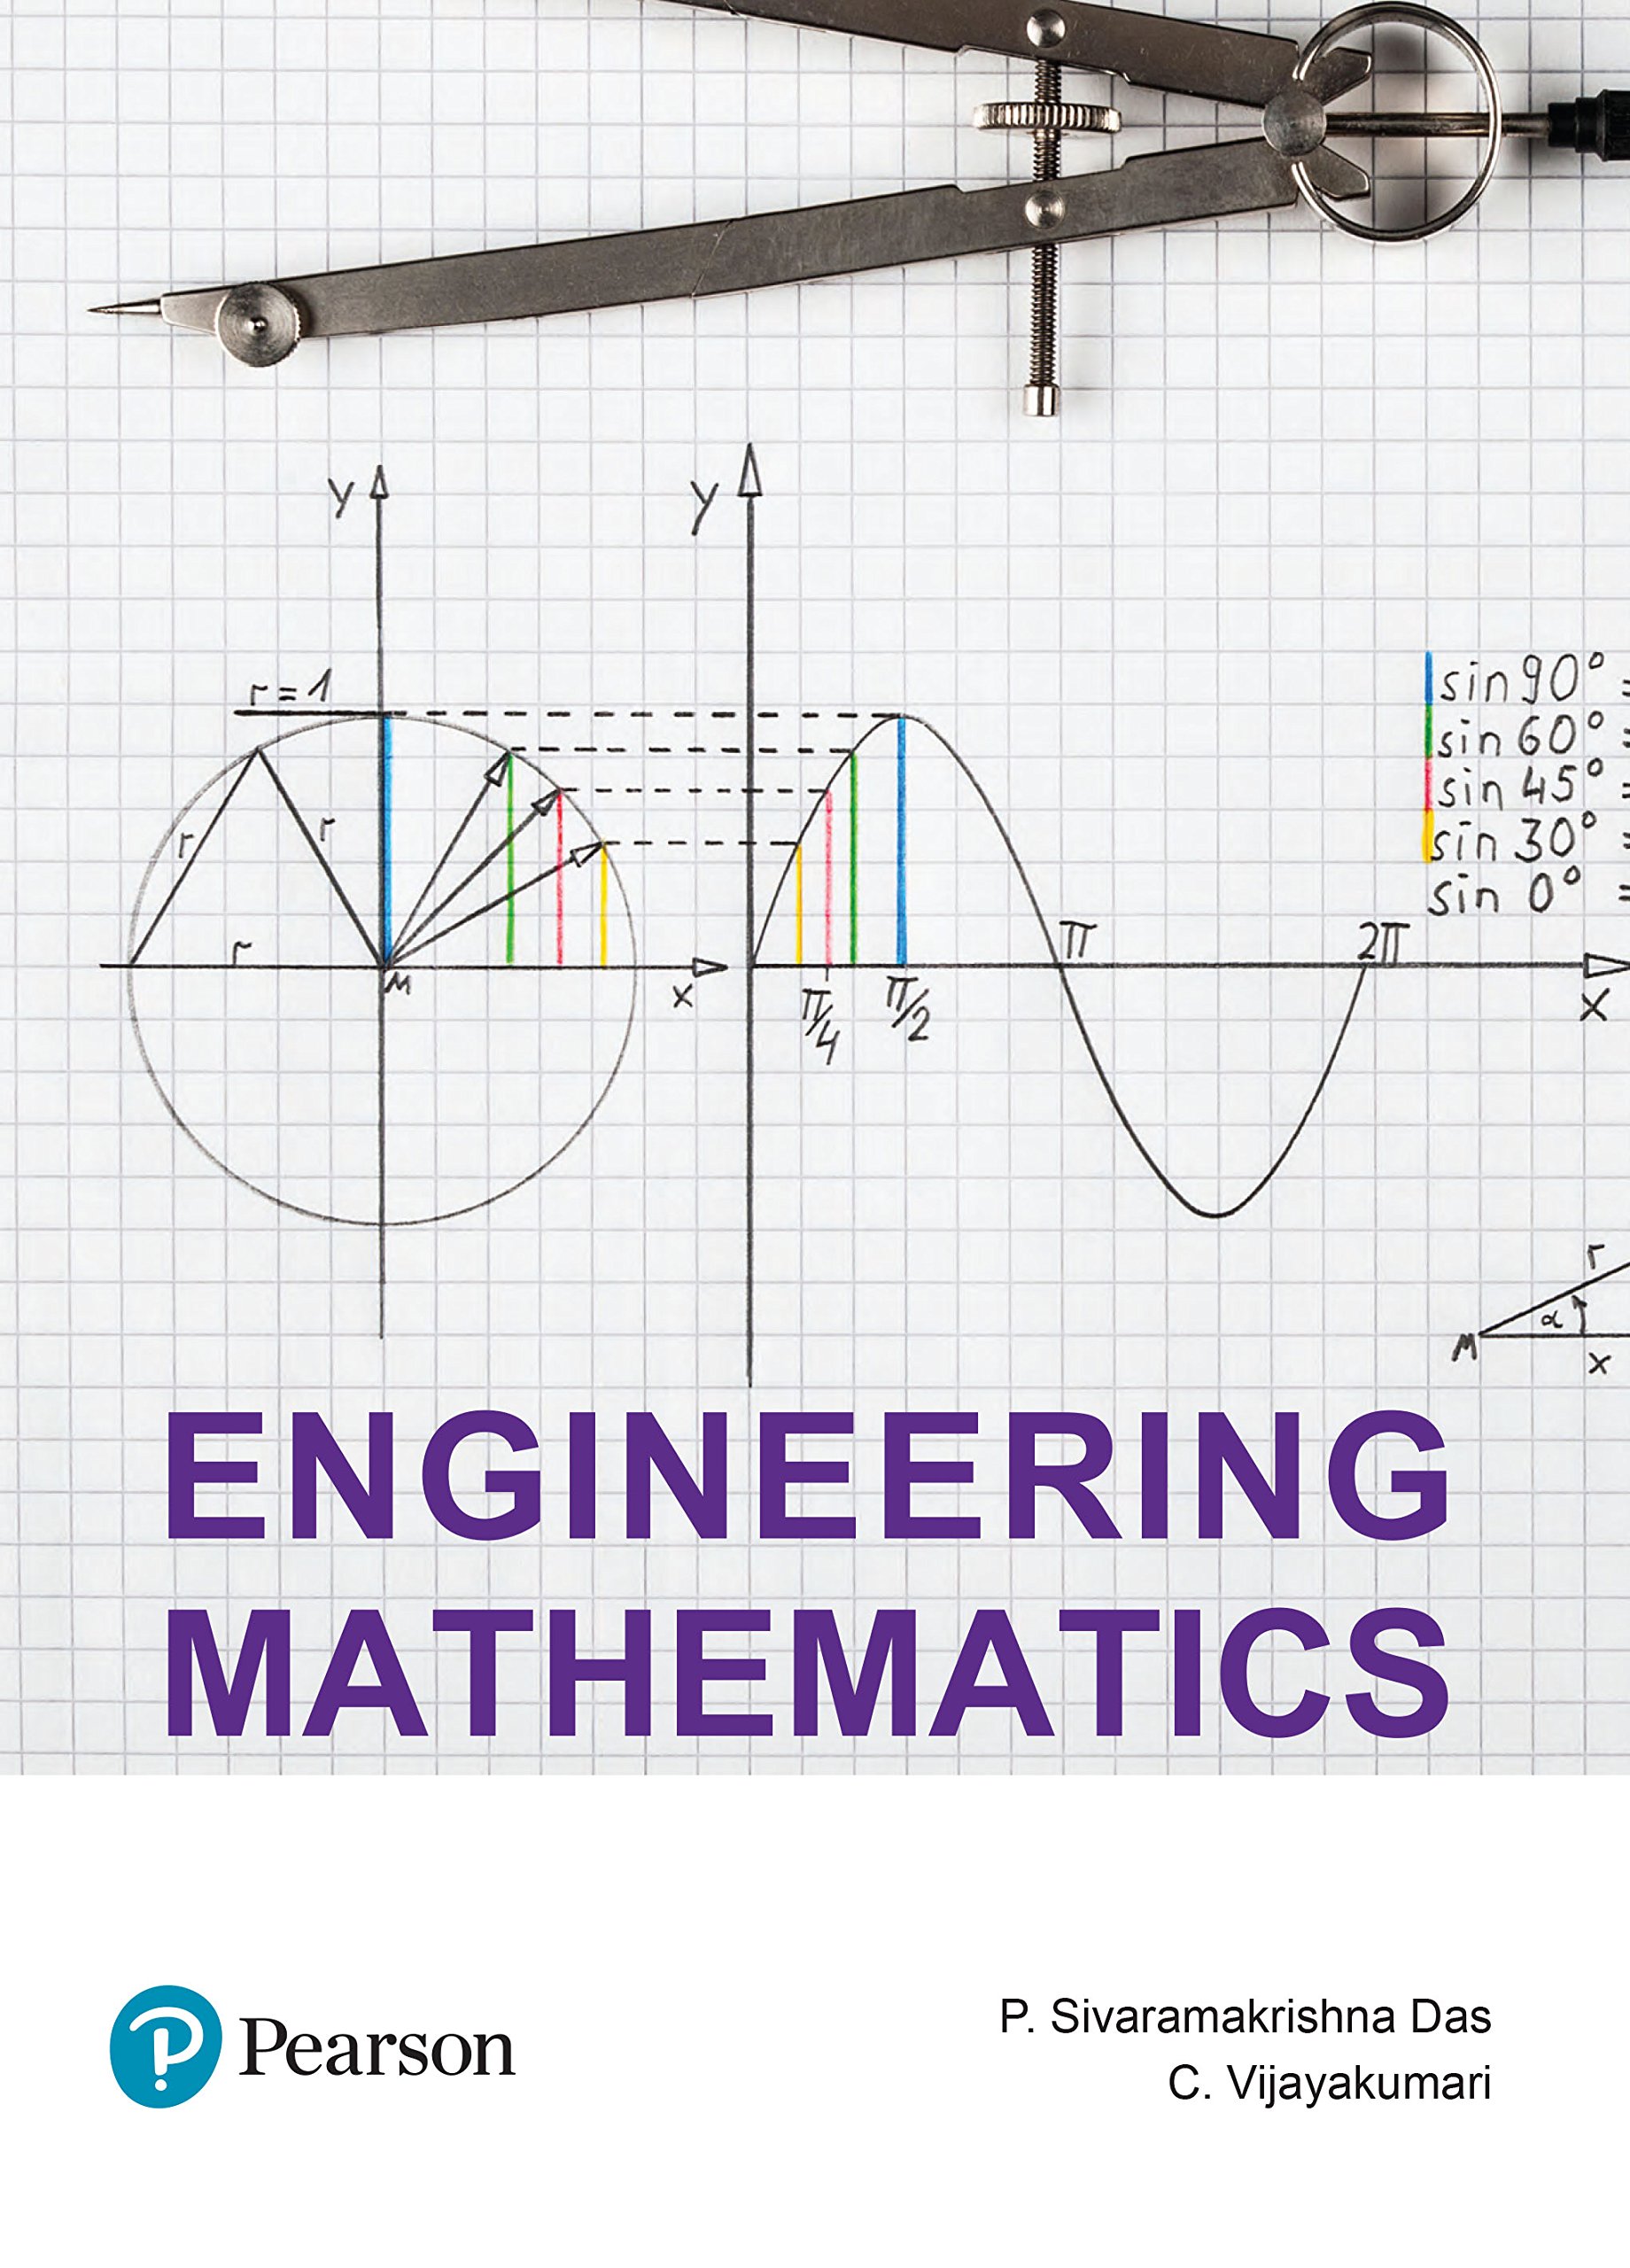 y
y
r = 1
sin 90° =
sin 60° =
sin 45° =
sin 30° =
sin 0° =
r
r
r
M
x
π/4
π/2
π
2π
x
r
α
M
x
ENGINEERING
MATHEMATICS
Pearson
P. Sivaramakrishna Das
C. Vijayakumari